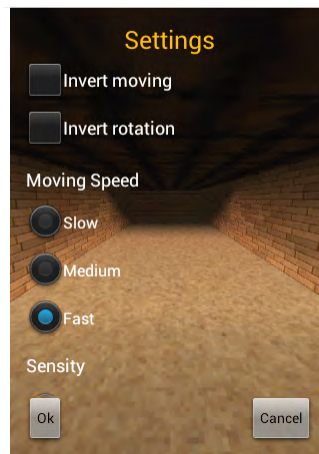 Settings
Invert moving
Invert rotation
Moving Speed
Slow
Medium
Fast
Sensity
Ok
Cancel